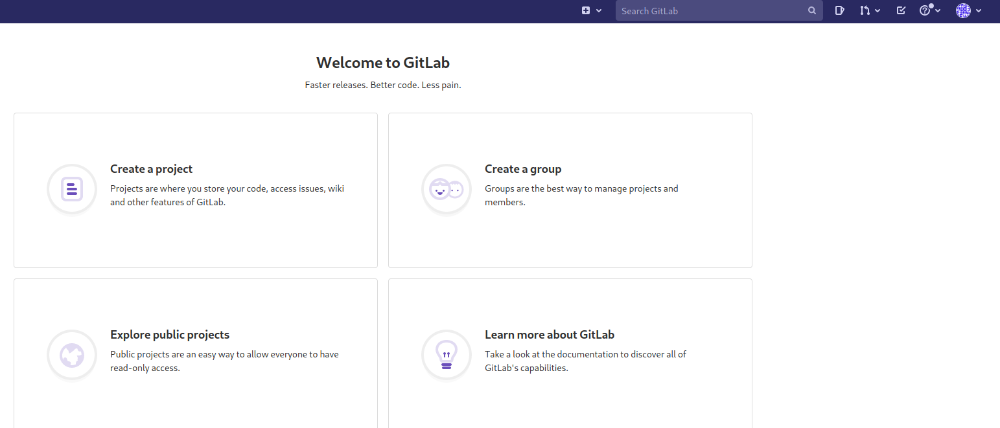 Search GitLab
Welcome to GitLab
Faster releases. Better code. Less pain.
Create a project
Projects are where you store your code, access issues, wiki
and other features of GitLab.
Create a group
Groups are the best way to manage projects and
members.
Explore public projects
Public projects are an easy way to allow everyone to have
read-only access.
Learn more about GitLab
Take a look at the documentation to discover all of
GitLab's capabilities.